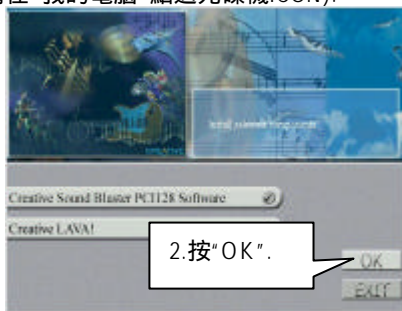 Creative Sound Blaster PCI128 Software
Creative LAVA!
2.按“OK”.
OK
EXIT